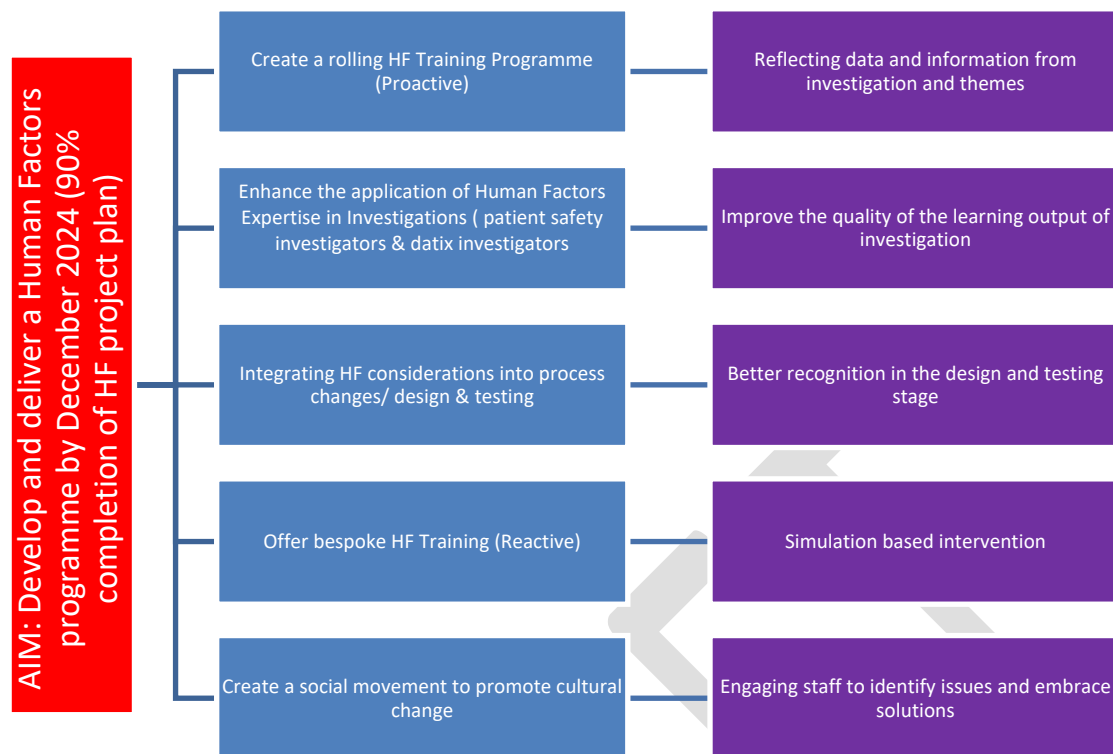 AIM: Develop and deliver a Human Factors
programme by December 2024 (90%
completion of HF project plan)
Create a rolling HF Training Programme
(Proactive)
Reflecting data and information from
investigation and themes
Enhance the application of Human Factors
Expertise in Investigations ( patient safety
investigators & datix investigators
Improve the quality of the learning output of
investigation
Integrating HF considerations into process
changes/ design & testing
Better recognition in the design and testing
stage
Offer bespoke HF Training (Reactive)
Simulation based intervention
Create a social movement to promote cultural
change
Engaging staff to identify issues and embrace
solutions